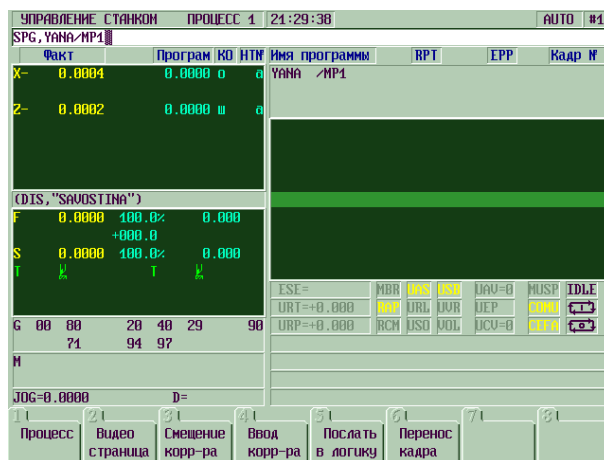 УПРАВЛЕНИЕ СТАНКОМ ПРОЦЕСС 1 21:29:38 AUTO #1
SPG,YANA/MP1
Факт Програм КО НТ№ Имя программы RPT EPP Кадр №
X- 0.0004 0.0000 о а YANA /MP1
Z- 0.0002 0.0000 ш а
(DIS,"SAVOSTINA")
F 0.0000 100.0% 0.000
+000.0
S 0.0000 100.0% 0.000
T T
ESE= MBR UAS USB UAV=0 MUSP IDLE
URT=+0.000 RAP URL UVR UEP COMU
URP=+0.000 RCM USO VOL UCV=0 CEFA
G 00 80 20 40 29 90
71 94 97
M
JOG=0.0000 D=
1 2 3 4 5 6 7 8
Процесс Видео страница Смещение корр-ра Ввод корр-ра Послать в логику Перенос кадра